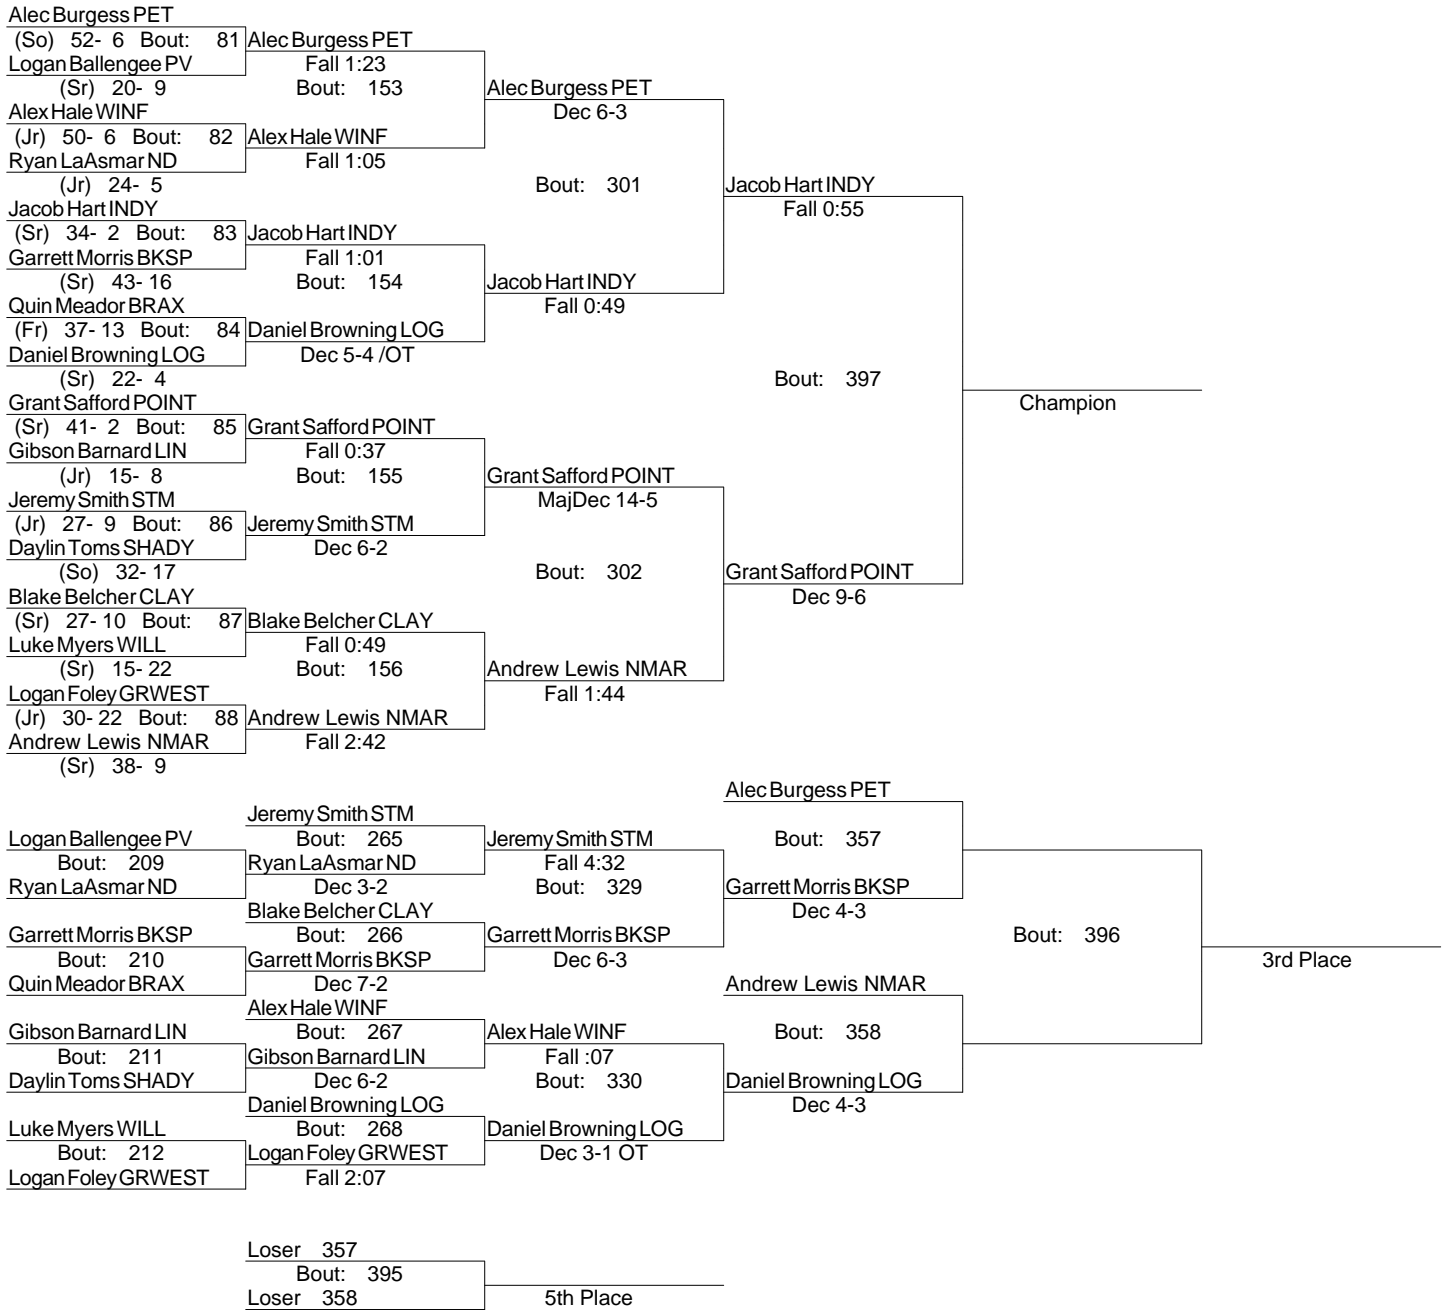 Alec Burgess PET
(So) 52- 6 Bout: 81 Alec Burgess PET
Logan Ballengee PV Fall 1:23
(Sr) 20- 9 Bout: 153 Alec Burgess PET
Alex Hale WINF Dec 6-3
(Jr) 50- 6 Bout: 82 Alex Hale WINF
Ryan LaAsmar ND Fall 1:05
(Jr) 24- 5 Bout: 301 Jacob Hart INDY
Jacob Hart INDY Fall 0:55
(Sr) 34- 2 Bout: 83 Jacob Hart INDY
Garrett Morris BKSP Fall 1:01
(Sr) 43- 16 Bout: 154 Jacob Hart INDY
Quin Meador BRAX Fall 0:49
(Fr) 37- 13 Bout: 84 Daniel Browning LOG
Daniel Browning LOG Dec 5-4 /OT
(Sr) 22- 4 Bout: 397
Grant Safford POINT Champion
(Sr) 41- 2 Bout: 85 Grant Safford POINT
Gibson Barnard LIN Fall 0:37
(Jr) 15- 8 Bout: 155 Grant Safford POINT
Jeremy Smith STM MajDec 14-5
(Jr) 27- 9 Bout: 86 Jeremy Smith STM
Daylin Toms SHADY Dec 6-2
(So) 32- 17 Bout: 302 Grant Safford POINT
Blake Belcher CLAY Dec 9-6
(Sr) 27- 10 Bout: 87 Blake Belcher CLAY
Luke Myers WILL Fall 0:49
(Sr) 15- 22 Bout: 156 Andrew Lewis NMAR
Logan Foley GRWEST Fall 1:44
(Jr) 30- 22 Bout: 88 Andrew Lewis NMAR
Andrew Lewis NMAR Fall 2:42
(Sr) 38- 9
Alec Burgess PET
Jeremy Smith STM
Logan Ballengee PV Bout: 265 Jeremy Smith STM Bout: 357
Bout: 209 Ryan LaAsmar ND Fall 4:32
Ryan LaAsmar ND Dec 3-2 Bout: 329 Garrett Morris BKSP
Blake Belcher CLAY Dec 4-3
Garrett Morris BKSP Bout: 266 Garrett Morris BKSP Bout: 396
Bout: 210 Garrett Morris BKSP Dec 6-3 3rd Place
Quin Meador BRAX Dec 7-2 Andrew Lewis NMAR
Alex Hale WINF
Gibson Barnard LIN Bout: 267 Alex Hale WINF Bout: 358
Bout: 211 Gibson Barnard LIN Fall :07
Daylin Toms SHADY Dec 6-2 Bout: 330 Daniel Browning LOG
Daniel Browning LOG Dec 4-3
Luke Myers WILL Bout: 268 Daniel Browning LOG
Bout: 212 Logan Foley GRWEST Dec 3-1 OT
Logan Foley GRWEST Fall 2:07
Loser 357
Bout: 395
Loser 358 5th Place